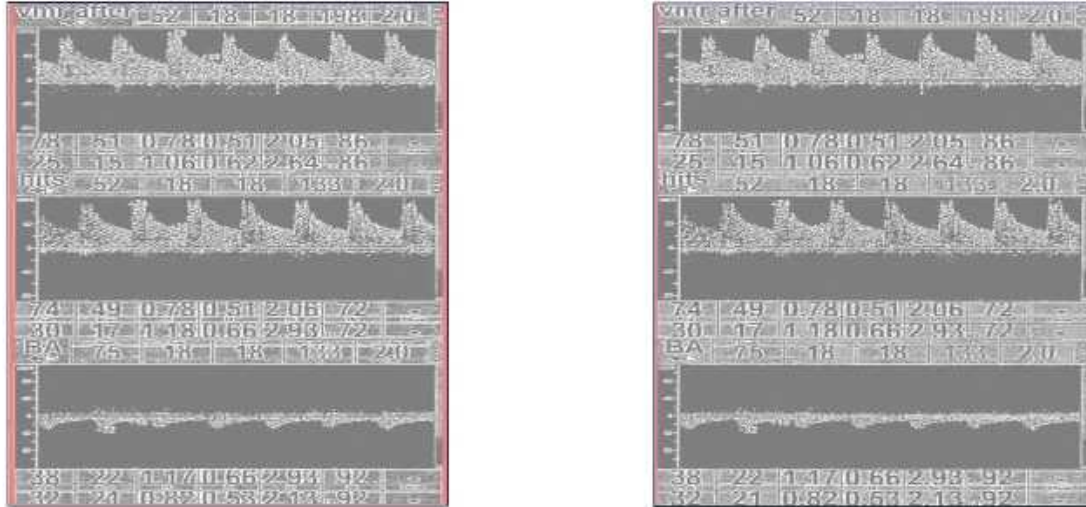 vmr after 52 18 18 198 2.0
78 51 0.78 0.51 2.05 .86 -
25 15 1.06 0.62 2.64 .86 -
hits 52 18 18 133 2.0
74 49 0.78 0.51 2.06 .72 -
30 17 1.18 0.66 2.93 .72 -
BA 75 18 18 133 2.0
38 22 1.17 0.66 2.93 .92 -
32 21 0.82 0.53 2.13 .92 -
vmr after 52 18 18 198 2.0
78 51 0.78 0.51 2.05 .86 -
25 15 1.06 0.62 2.64 .86 -
hits 52 18 18 133 2.0
74 49 0.78 0.51 2.06 .72 -
30 17 1.18 0.66 2.93 .72 -
BA 75 18 18 133 2.0
38 22 1.17 0.66 2.93 .92 -
32 21 0.82 0.53 2.13 .92 -